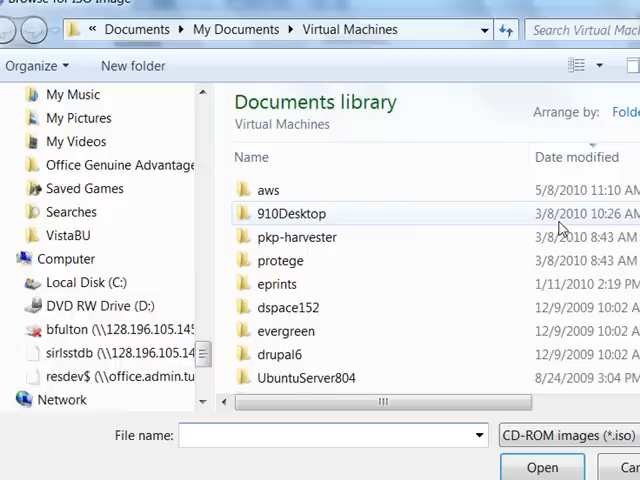 Browse for ISO Image
« Documents My Documents Virtual Machines Search Virtual Mac
Organize New folder
My Music
My Pictures
My Videos
Office Genuine Advantage
Saved Games
Searches
VistaBU
Computer
Local Disk (C:)
DVD RW Drive (D:)
bfulton (\\128.196.105.145
sirlsstdb (\\128.196.105.14
resdev$ (\\office.admin.tu
Network
Documents library
Virtual Machines
Arrange by: Folde
Name Date modified
aws 5/8/2010 11:10 AM
910Desktop 3/8/2010 10:26 AM
pkp-harvester 3/8/2010 8:43 AM
protege 3/8/2010 8:43 AM
eprints 1/11/2010 2:19 PM
dspace152 12/9/2009 10:02 A
evergreen 12/9/2009 10:02 A
drupal6 12/9/2009 10:02 A
UbuntuServer804 8/24/2009 3:04 PM
File name: CD-ROM images (*.iso)
Open Can